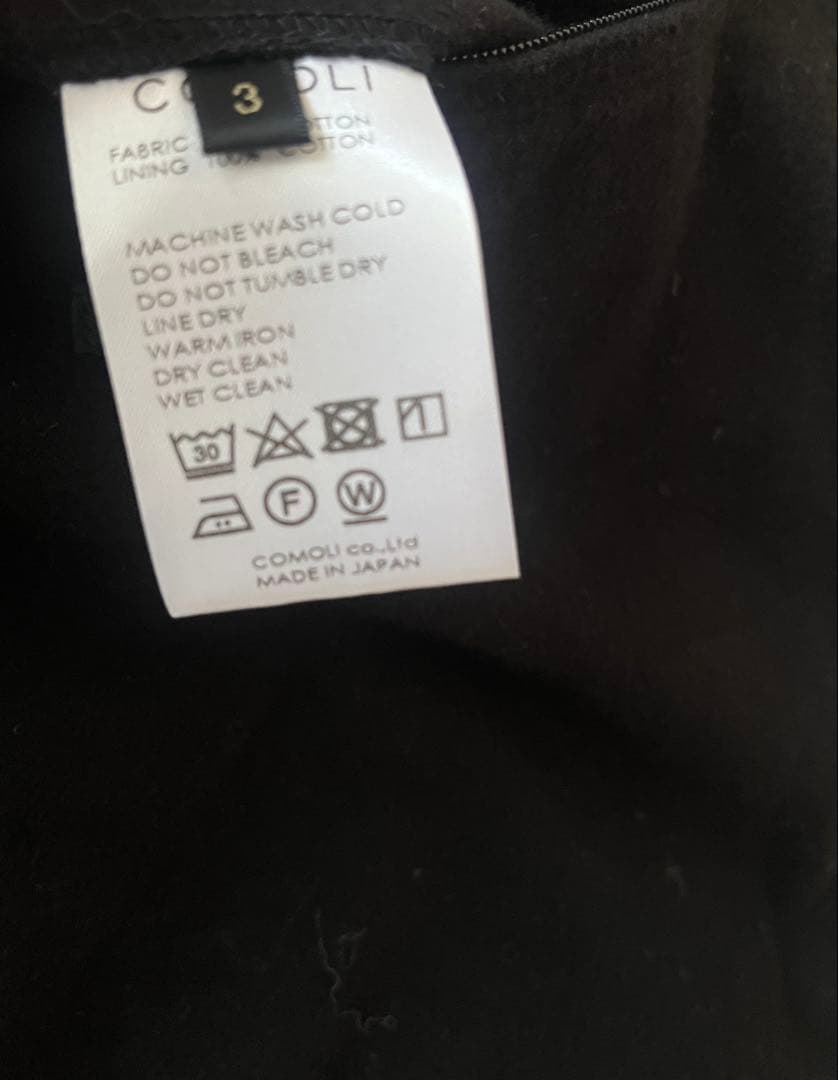 3
FABRIC
LINING 100% COTTON
MACHINE WASH COLD
DO NOT BLEACH
DO NOT TUMBLE DRY
LINE DRY
WARM IRON
DRY CLEAN
WET CLEAN
30
F W
COMOLI co.,Ltd
MADE IN JAPAN